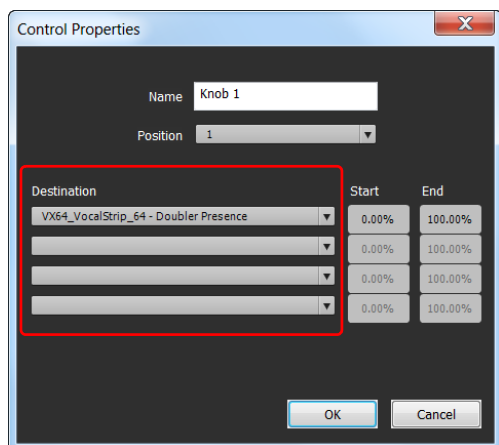 Control Properties
Name Knob 1
Position 1
Destination Start End
VX64_VocalStrip_64 - Doubler Presence 0.00% 100.00%
0.00% 100.00%
0.00% 100.00%
0.00% 100.00%
OK Cancel